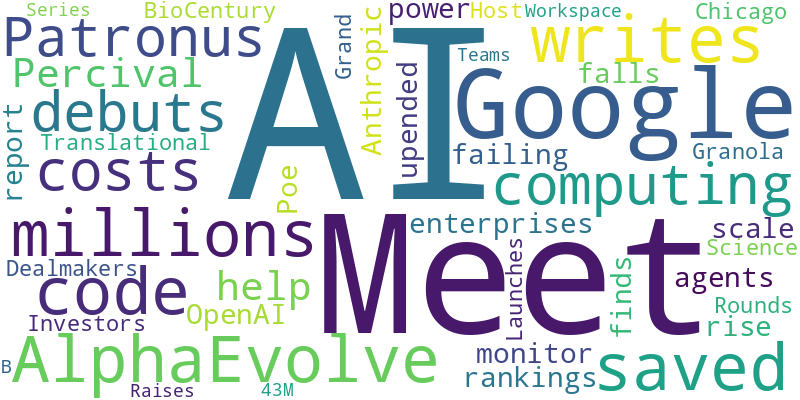 Series
BioCentury
Patronus
AI
Grand
Anthropic
power
Host
Workspace
Chicago
writes
Teams
Percival
upended
Google
falls
debuts
report
Translational
failing
Granola
costs
Poe
computing
millions
Meet
enterprises
scale
Science
Dealmakers
code
help
Launches
finds
agents
Investors
OpenAI
Rounds
rise
AlphaEvolve
monitor
saved
B
rankings
Raises
43M